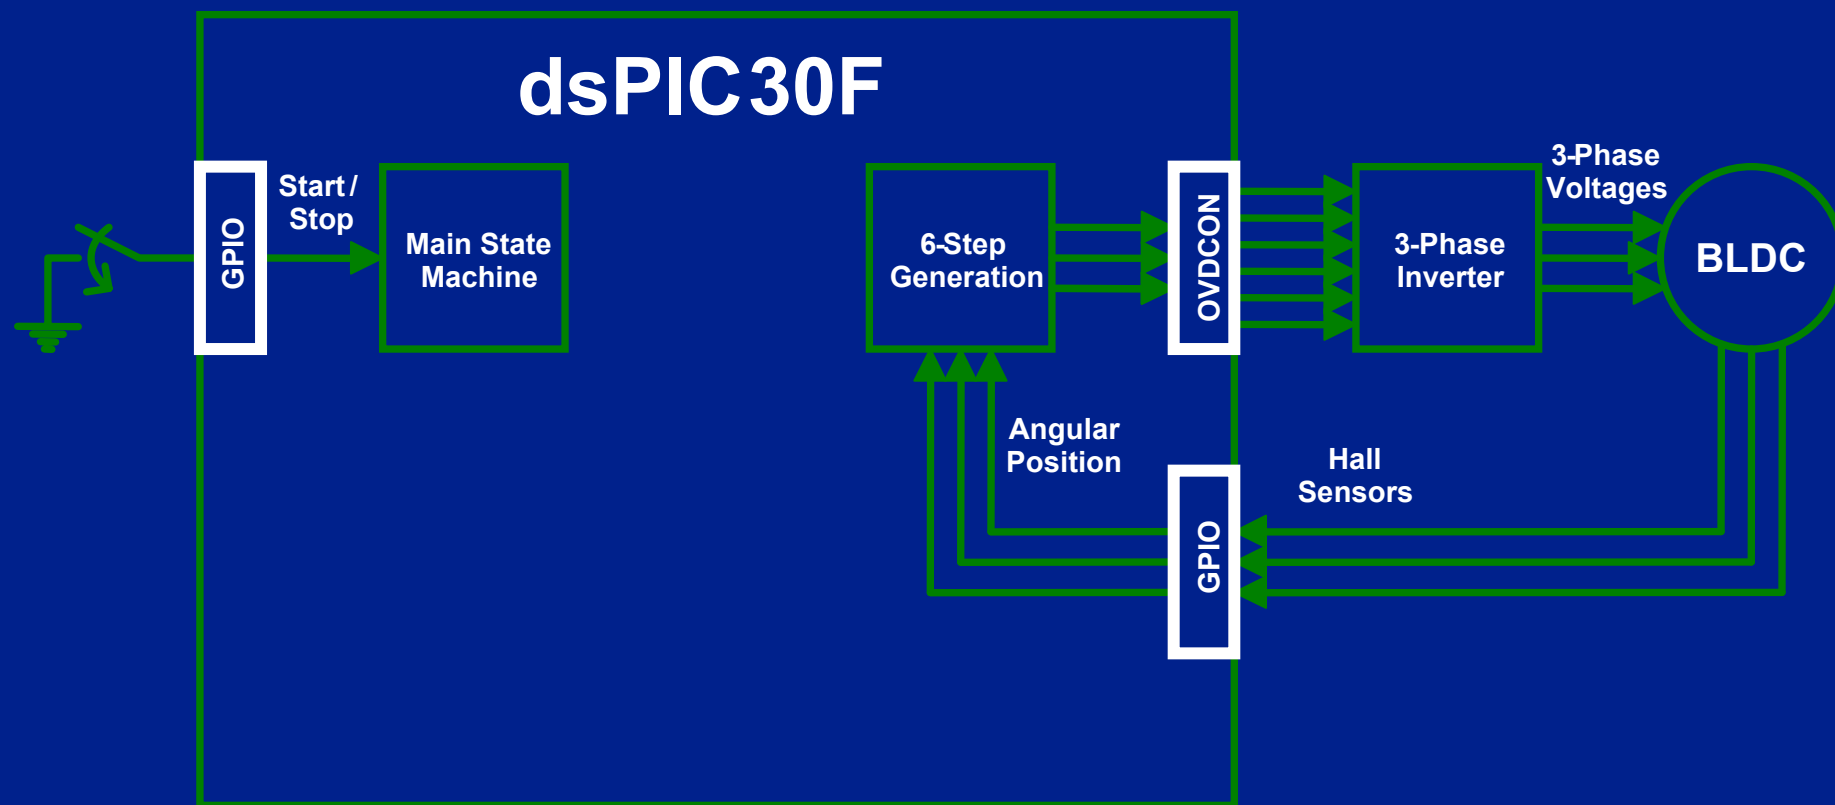 dsPIC30F
GPIO
Start /
Stop
Main State
Machine
6-Step
Generation
OVDCON
3-Phase
Inverter
3-Phase
Voltages
BLDC
Angular
Position
GPIO
Hall
Sensors